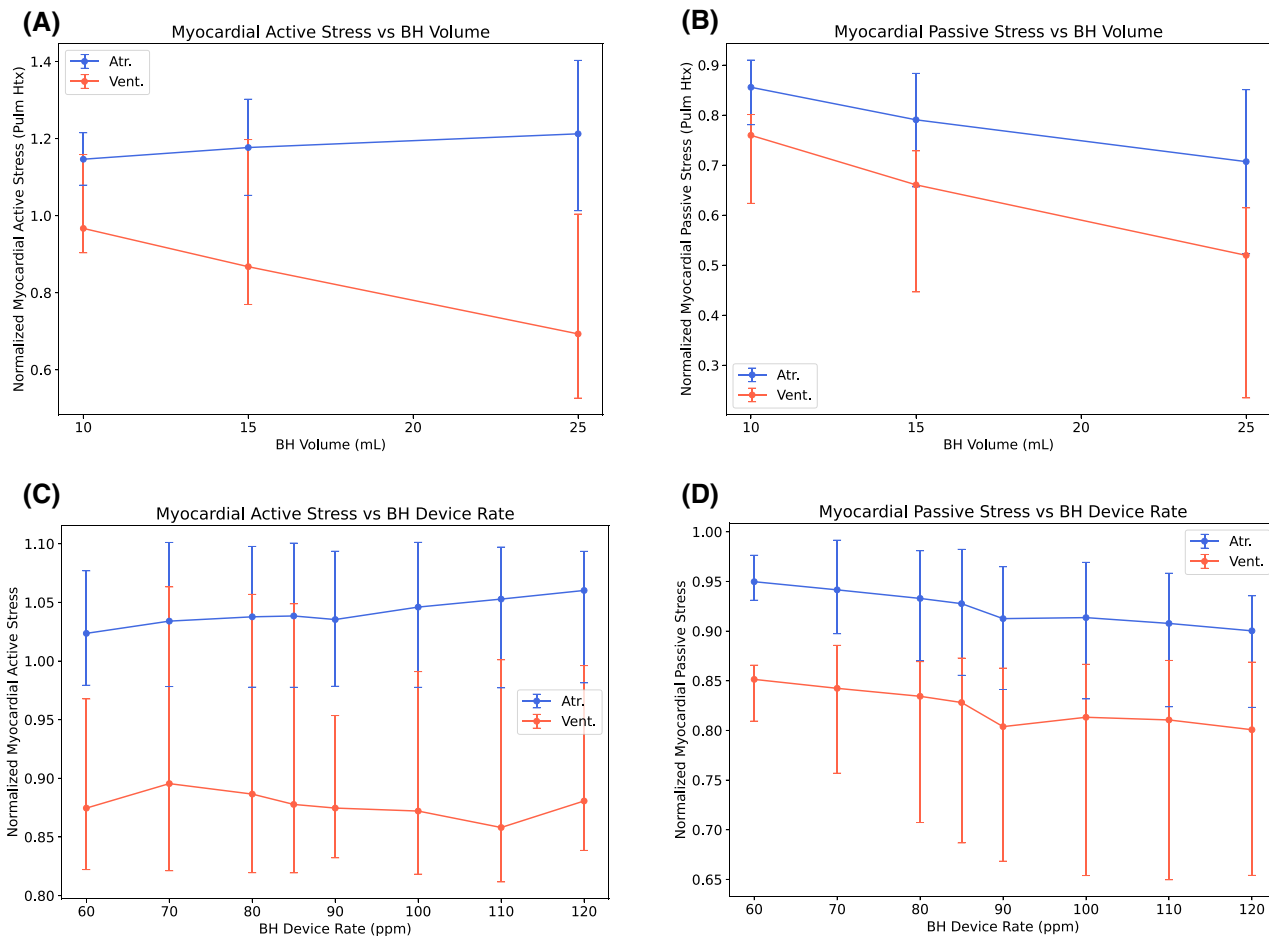 (A)
Myocardial Active Stress vs BH Volume
Normalized Myocardial Active Stress (Pulm Htx)
1.4
1.2
1.0
0.8
0.6
Atr.
Vent.
10
15
20
25
BH Volume (mL)
(B)
Myocardial Passive Stress vs BH Volume
Normalized Myocardial Passive Stress (Pulm Htx)
0.9
0.8
0.7
0.6
0.5
0.4
0.3
Atr.
Vent.
10
15
20
25
BH Volume (mL)
(C)
Myocardial Active Stress vs BH Device Rate
Normalized Myocardial Active Stress
1.10
1.05
1.00
0.95
0.90
0.85
0.80
Atr.
Vent.
60
70
80
90
100
110
120
BH Device Rate (ppm)
(D)
Myocardial Passive Stress vs BH Device Rate
Normalized Myocardial Passive Stress
1.00
0.95
0.90
0.85
0.80
0.75
0.70
0.65
Atr.
Vent.
60
70
80
90
100
110
120
BH Device Rate (ppm)